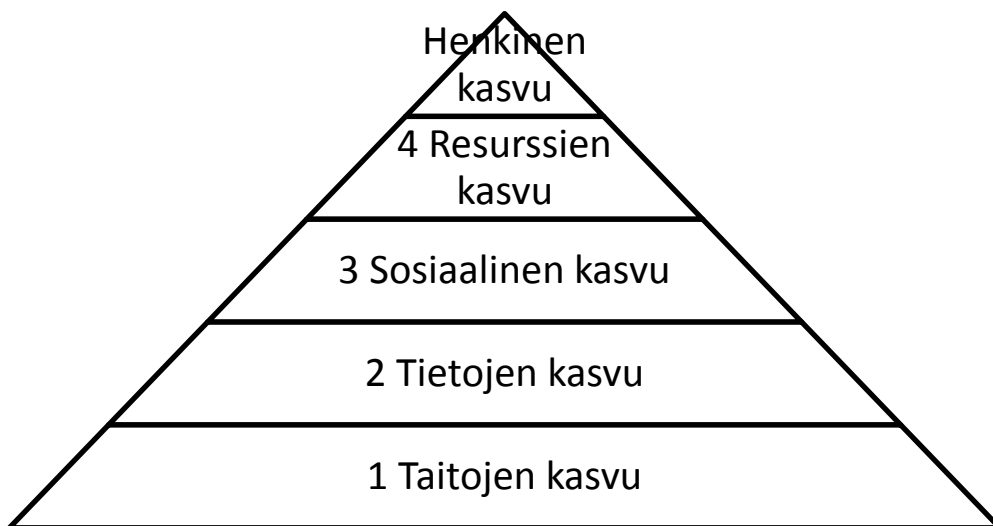 Henkinen
kasvu
4 Resurssien
kasvu
3 Sosiaalinen kasvu
2 Tietojen kasvu
1 Taitojen kasvu